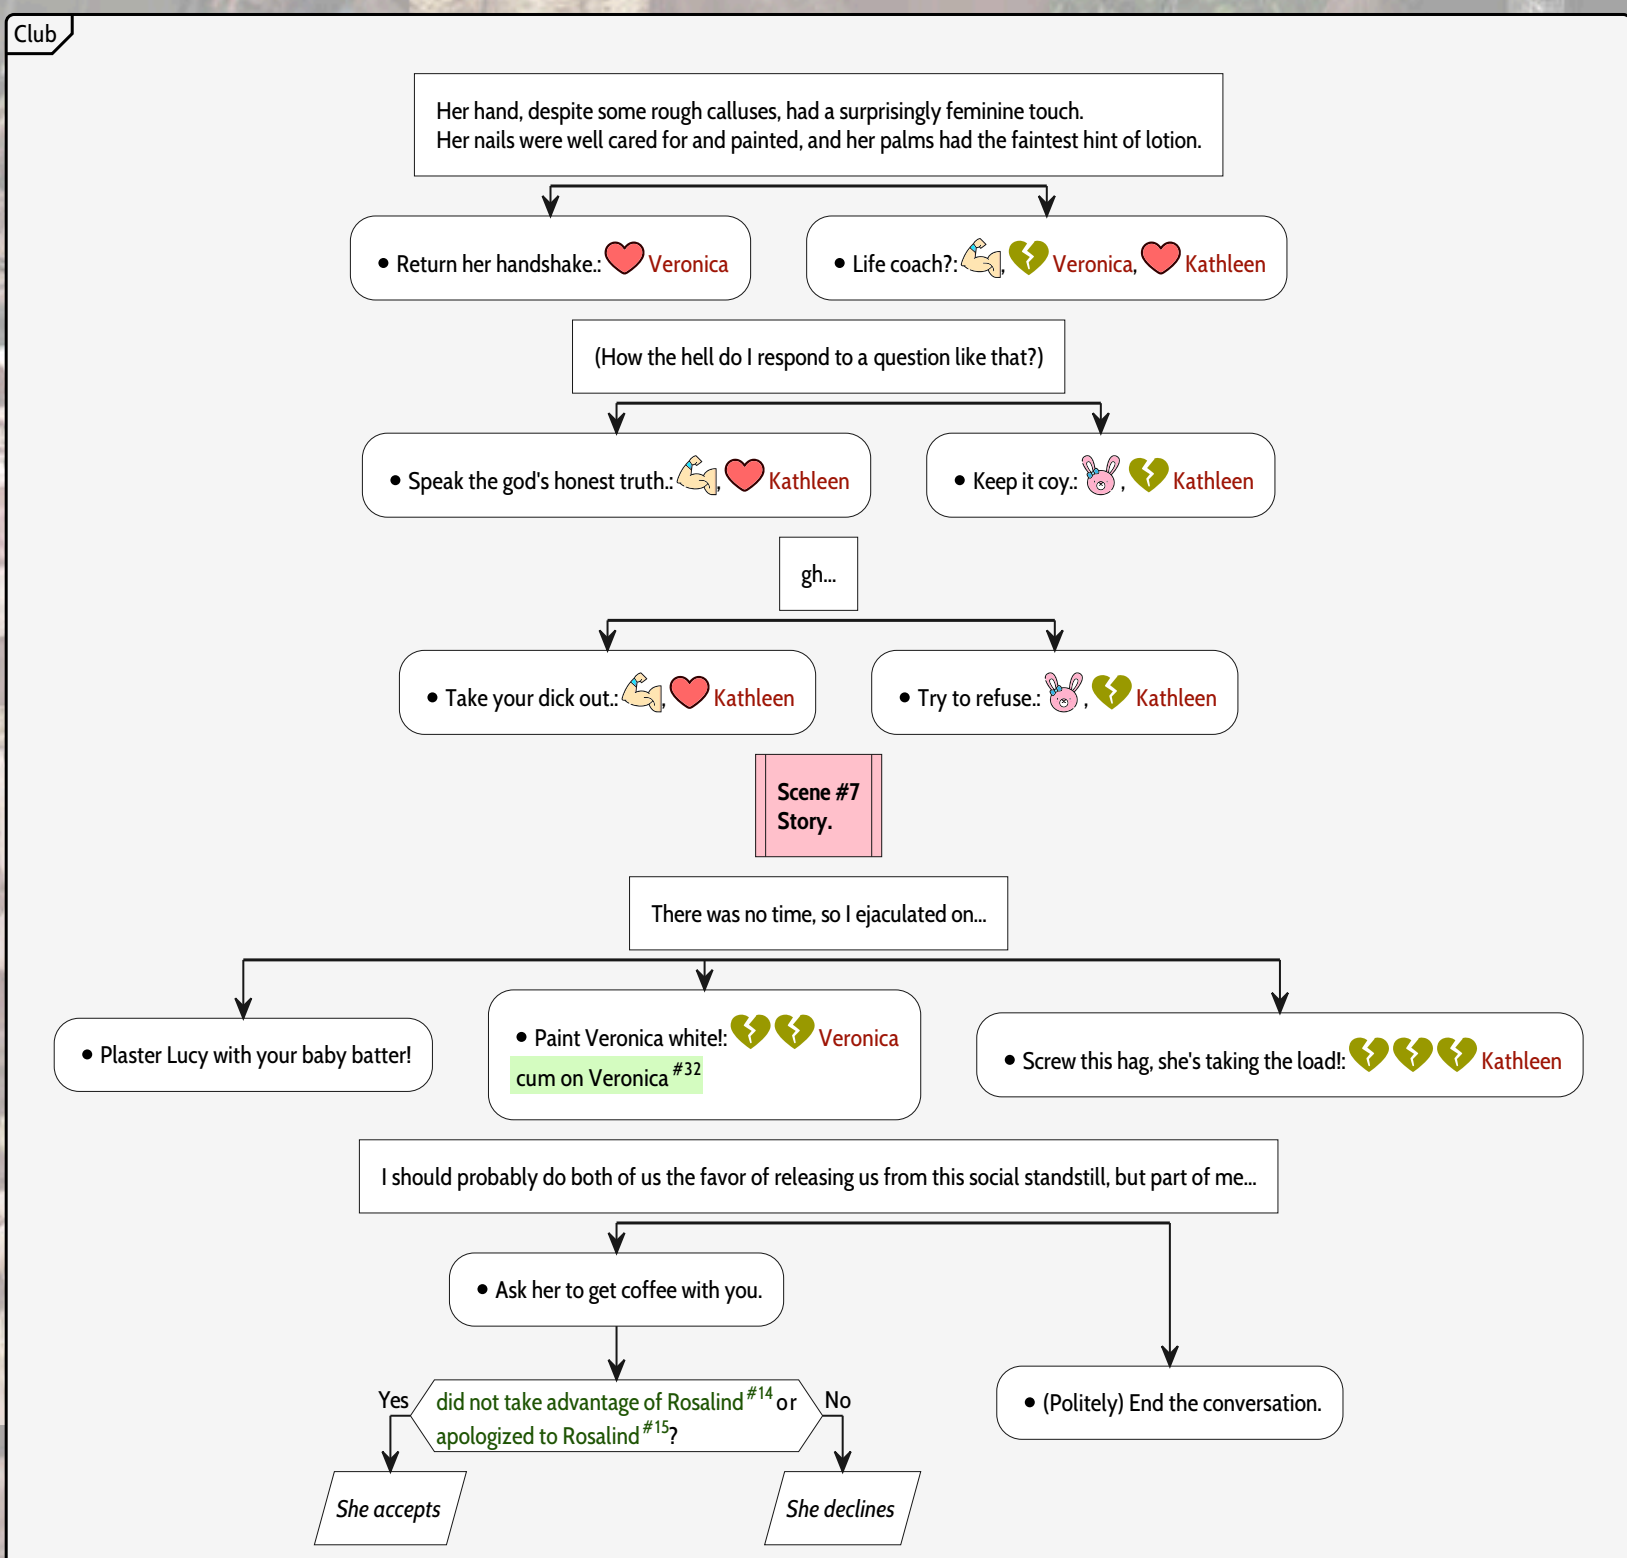 Club
Her hand, despite some rough calluses, had a surprisingly feminine touch.
Her nails were well cared for and painted, and her palms had the faintest hint of lotion.
• Return her handshake.: Veronica
• Life coach?: , Veronica, Kathleen
(How the hell do I respond to a question like that?)
• Speak the god's honest truth.: , Kathleen
• Keep it coy.: , Kathleen
gh...
• Take your dick out.: , Kathleen
• Try to refuse.: , Kathleen
Scene #7
Story.
There was no time, so I ejaculated on...
• Plaster Lucy with your baby batter!
• Paint Veronica white!: Veronica
cum on Veronica #32
• Screw this hag, she's taking the load!: Kathleen
I should probably do both of us the favor of releasing us from this social standstill, but part of me...
• Ask her to get coffee with you.
• (Politely) End the conversation.
Yes
did not take advantage of Rosalind #14 or
apologized to Rosalind #15?
No
She accepts
She declines